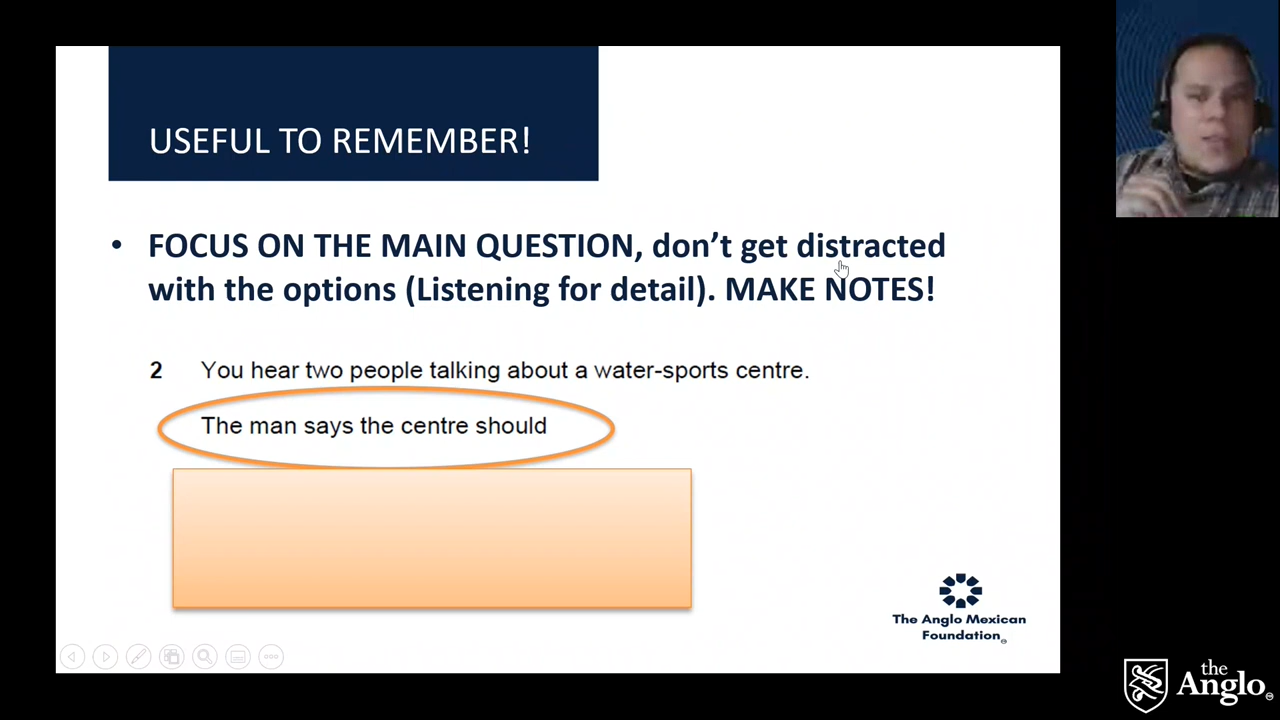 USEFUL TO REMEMBER!
• FOCUS ON THE MAIN QUESTION, don’t get distracted
with the options (Listening for detail). MAKE NOTES!
2 You hear two people talking about a water-sports centre.
The man says the centre should
The Anglo Mexican
Foundation
the
Anglo